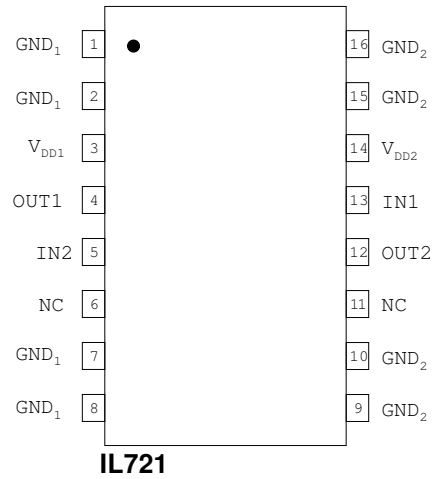 GND1 1 16 GND2
GND1 2 15 GND2
VDD1 3 14 VDD2
OUT1 4 13 IN1
IN2 5 12 OUT2
NC 6 11 NC
GND1 7 10 GND2
GND1 8 9 GND2
IL721